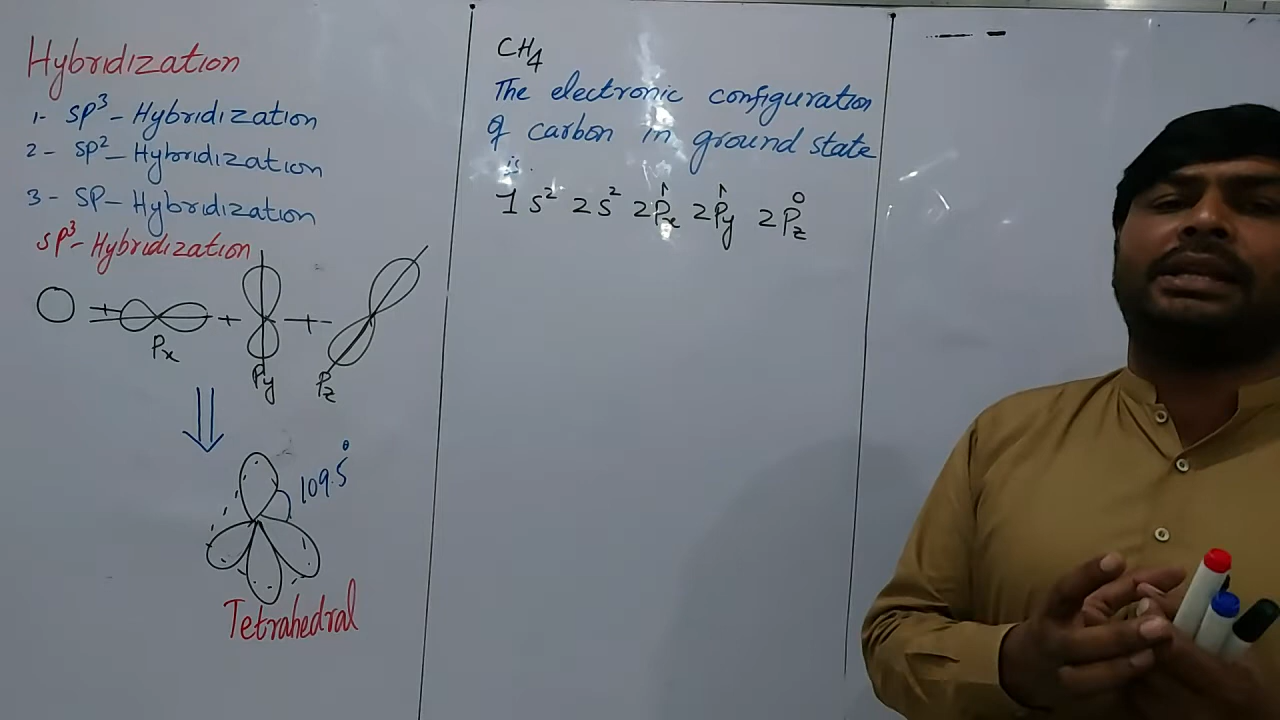 Hybridization
1- SP³-Hybridization
2- SP²-Hybridization
3- SP-Hybridization
SP³-Hybridization
+ + +
Px
Py
Pz
109.5°
Tetrahedral
CH₄
The electronic configuration
of carbon in ground state
is.
1s² 2s² 2Px¹ 2Py¹ 2Pz⁰